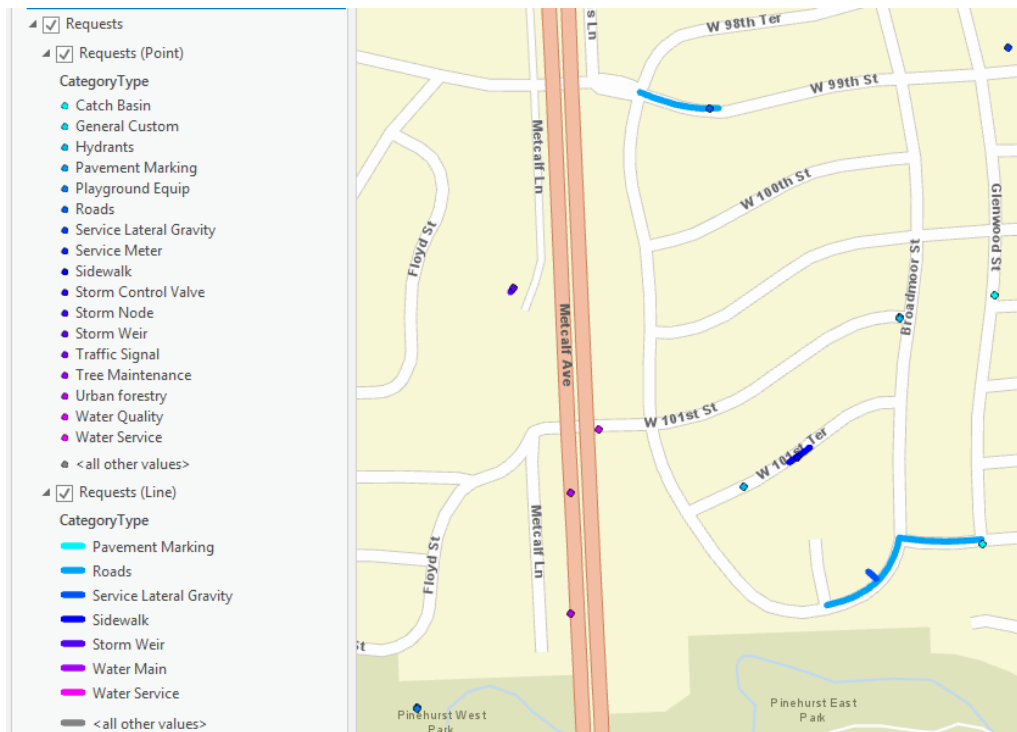 Requests
Requests (Point)
CategoryType
Catch Basin
General Custom
Hydrants
Pavement Marking
Playground Equip
Roads
Service Lateral Gravity
Service Meter
Sidewalk
Storm Control Valve
Storm Node
Storm Weir
Traffic Signal
Tree Maintenance
Urban forestry
Water Quality
Water Service
<all other values>
Requests (Line)
CategoryType
Pavement Marking
Roads
Service Lateral Gravity
Sidewalk
Storm Weir
Water Main
Water Service
<all other values>
s Ln
W 98th Ter
W 99th St
Metcalf Ln
W 100th St
Glenwood St
Floyd St
Broadmoor St
Metcalf Ave
W 101st St
W 101st Ter
Metcalf Ln
Floyd St
St
Pinehurst West
Park
Pinehurst East
Park